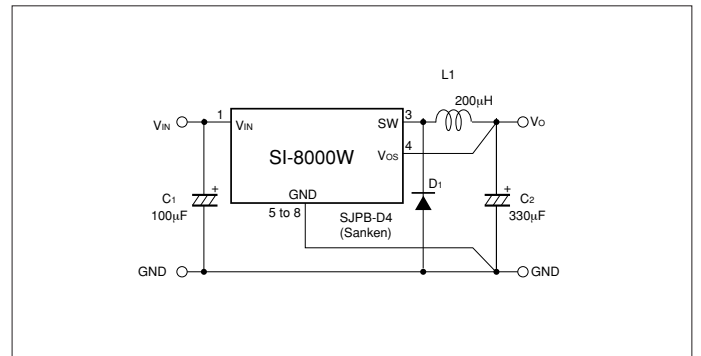 L1
200μH
VIN
1
VIN
SW
3
VO
SI-8000W
VOS
4
GND
D1
C1
100μF
+
5 to 8
SJPB-D4
(Sanken)
C2
330μF
+
GND
GND